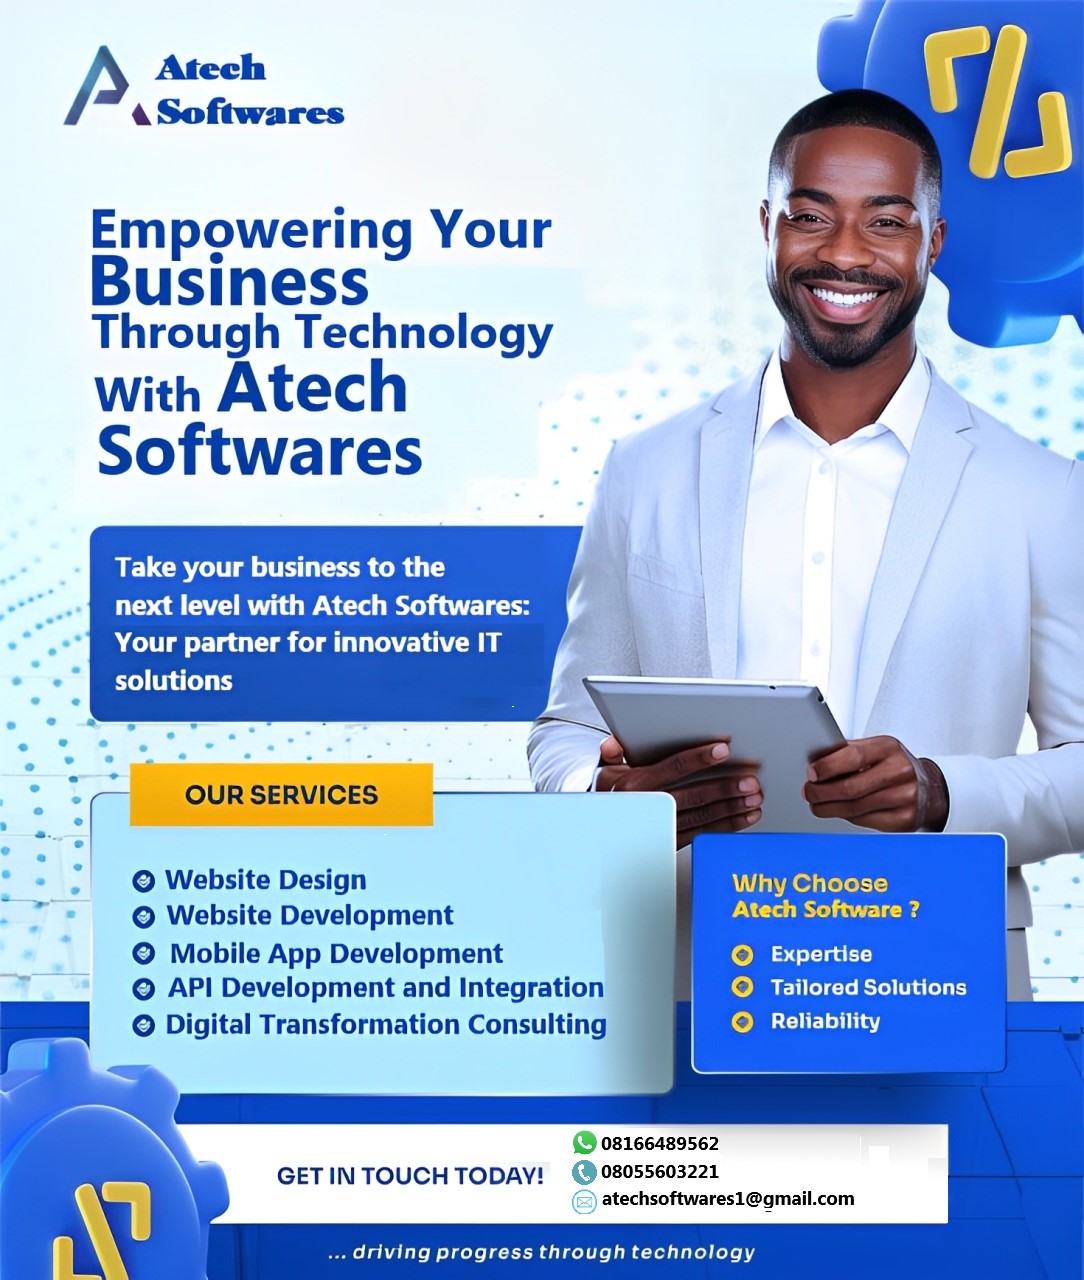 Atech
Softwares
Empowering Your
Business
Through Technology
With Atech
Softwares
Take your business to the
next level with Atech Softwares:
Your partner for innovative IT
solutions
OUR SERVICES
Website Design
Website Development
Mobile App Development
API Development and Integration
Digital Transformation Consulting
Why Choose
Atech Software ?
Expertise
Tailored Solutions
Reliability
GET IN TOUCH TODAY!
08166489562
08055603221
atechsoftwares1@gmail.com
... driving progress through technology